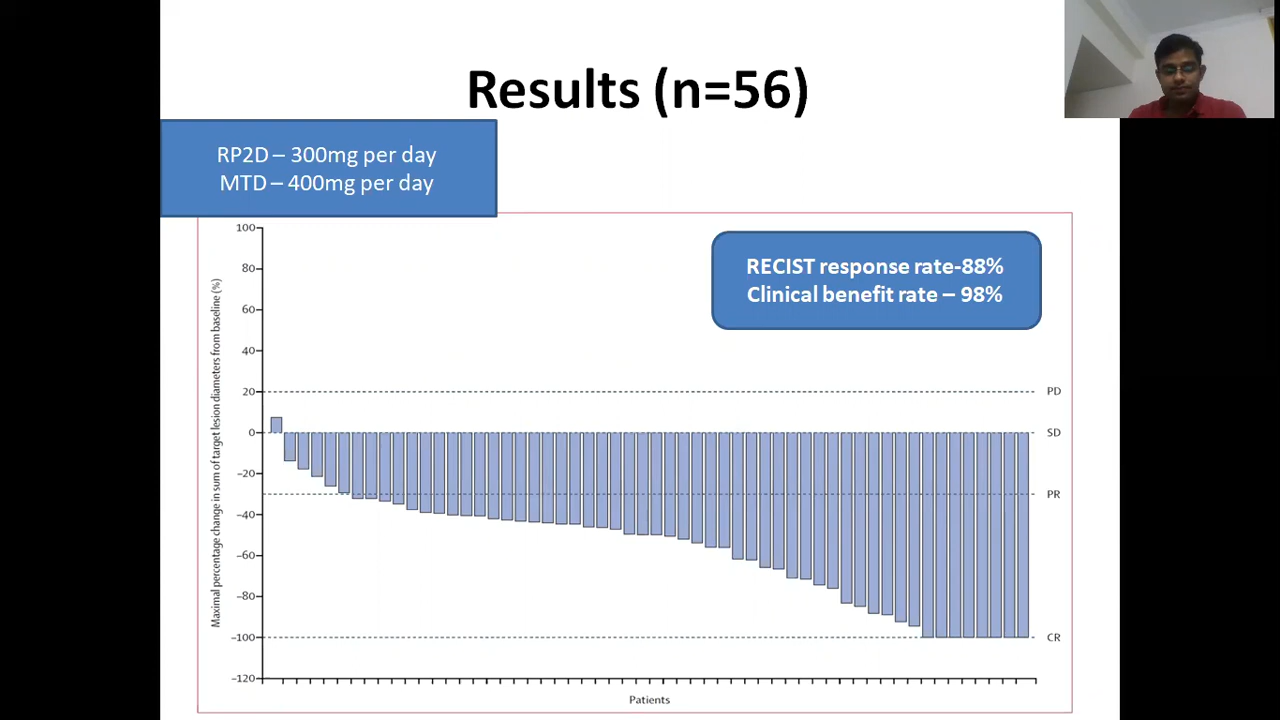 Results (n=56)
RP2D – 300mg per day
MTD – 400mg per day
RECIST response rate-88%
Clinical benefit rate – 98%
Maximal percentage change in sum of target lesion diameters from baseline (%)
100
80
60
40
20
0
–20
–40
–60
–80
–100
–120
PD
SD
PR
CR
Patients